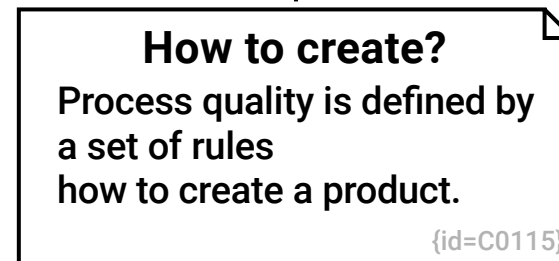 How to create?
Process quality is defined by
a set of rules
how to create a product.
{id=C0115}